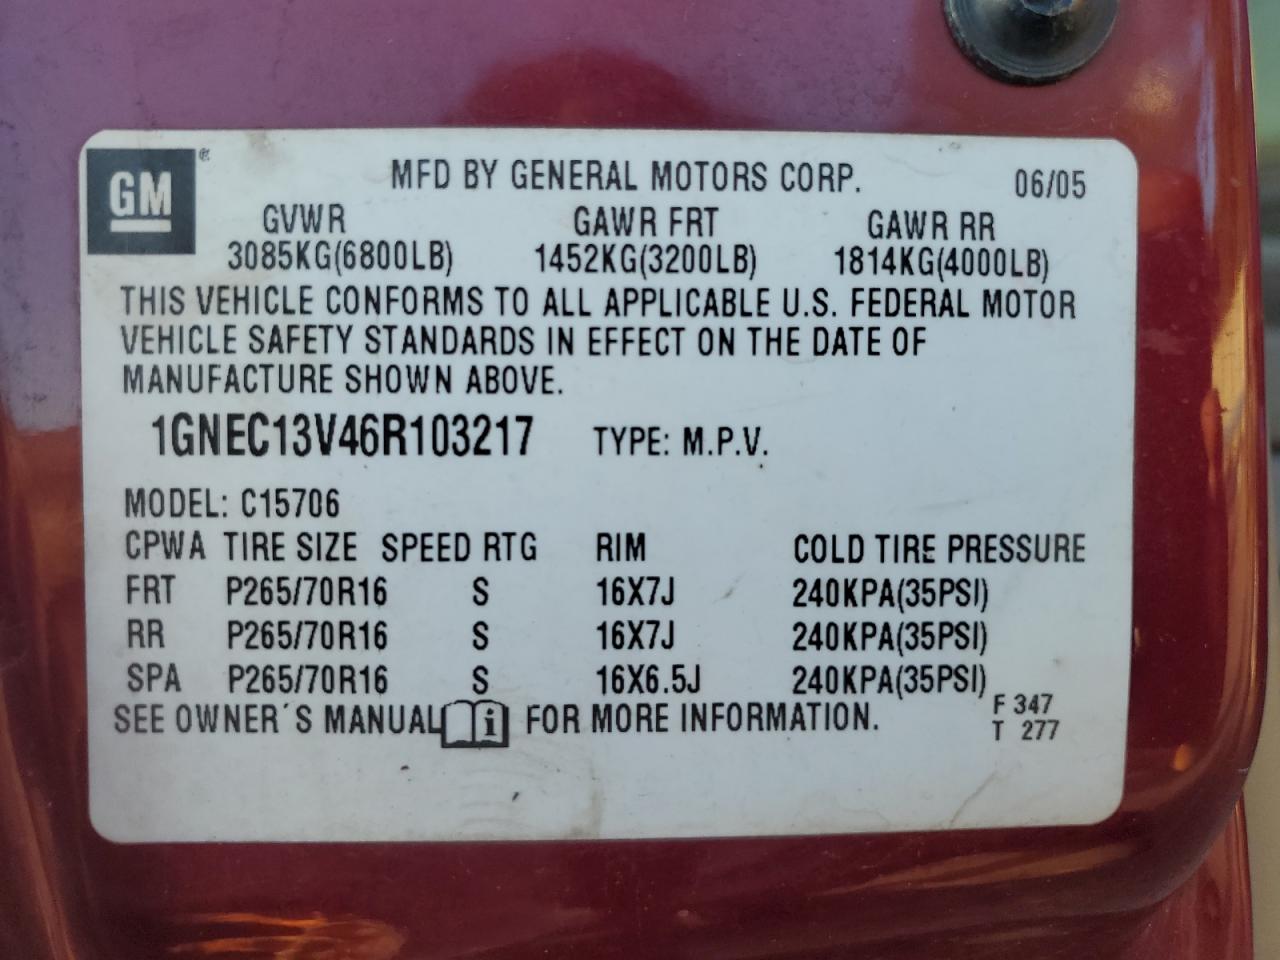 GM
MFD BY GENERAL MOTORS CORP. 06/05
GVWR GAWR FRT GAWR RR
3085KG(6800LB) 1452KG(3200LB) 1814KG(4000LB)
THIS VEHICLE CONFORMS TO ALL APPLICABLE U.S. FEDERAL MOTOR
VEHICLE SAFETY STANDARDS IN EFFECT ON THE DATE OF
MANUFACTURE SHOWN ABOVE.
1GNEC13V46R103217 TYPE: M.P.V.
MODEL: C15706
CPWA TIRE SIZE SPEED RTG RIM COLD TIRE PRESSURE
FRT P265/70R16 S 16X7J 240KPA(35PSI)
RR P265/70R16 S 16X7J 240KPA(35PSI)
SPA P265/70R16 S 16X6.5J 240KPA(35PSI)
SEE OWNER´S MANUAL i FOR MORE INFORMATION.
F 347
T 277